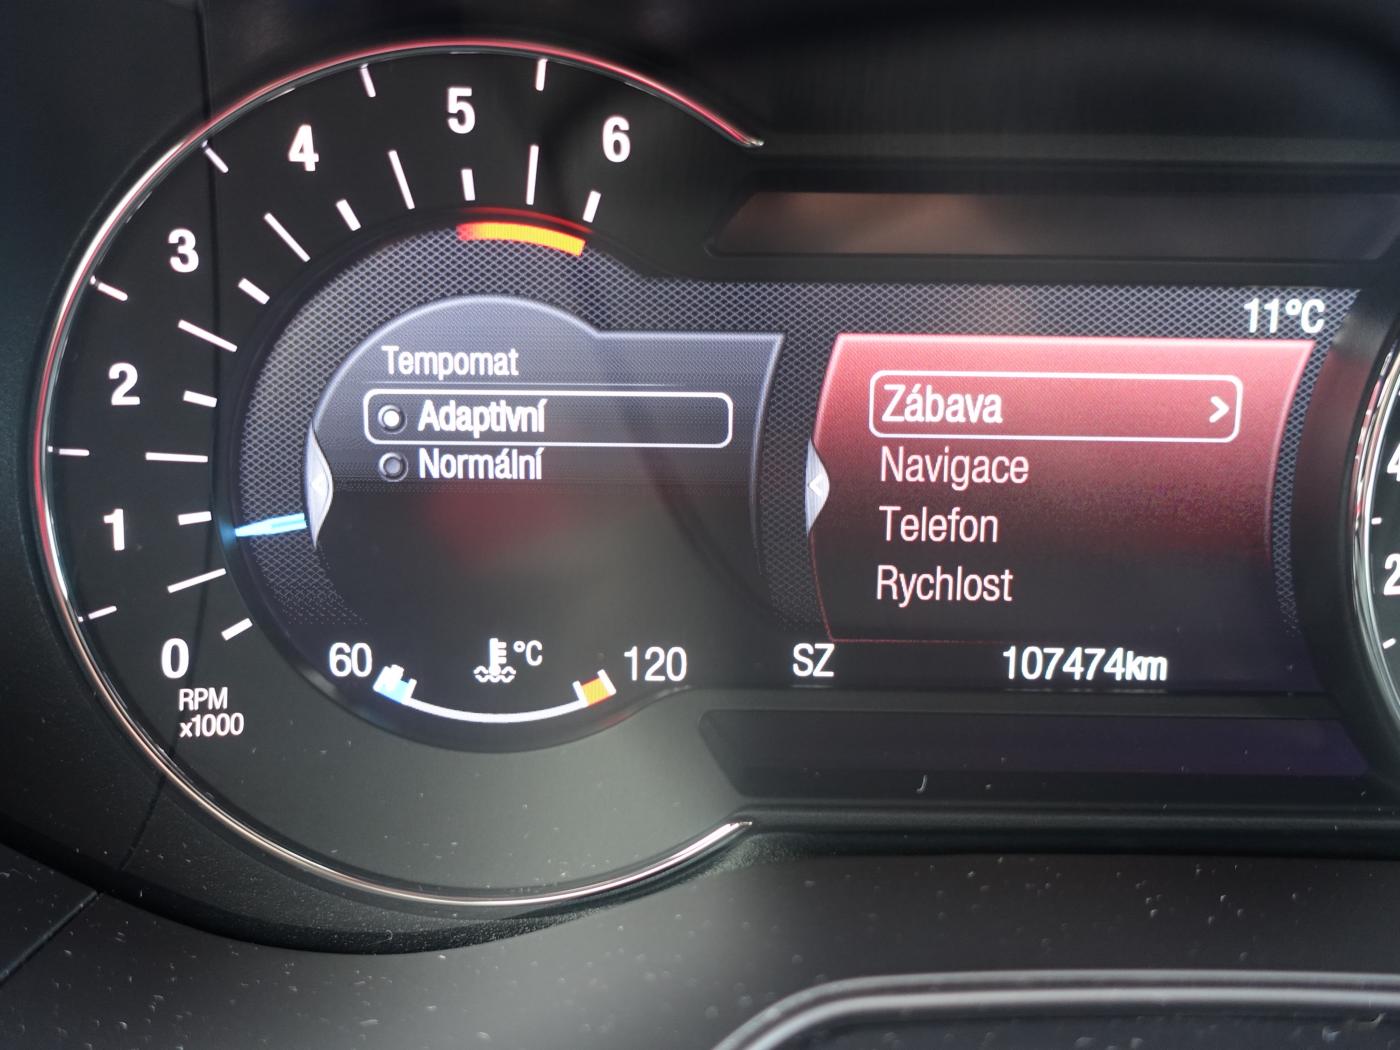 6
5
4
3
2
1
0
RPM
x1000
11°C
Tempomat
Adaptivní
Normální
60
°C
120
Zábava
Navigace
Telefon
Rychlost
SZ
107474km
2